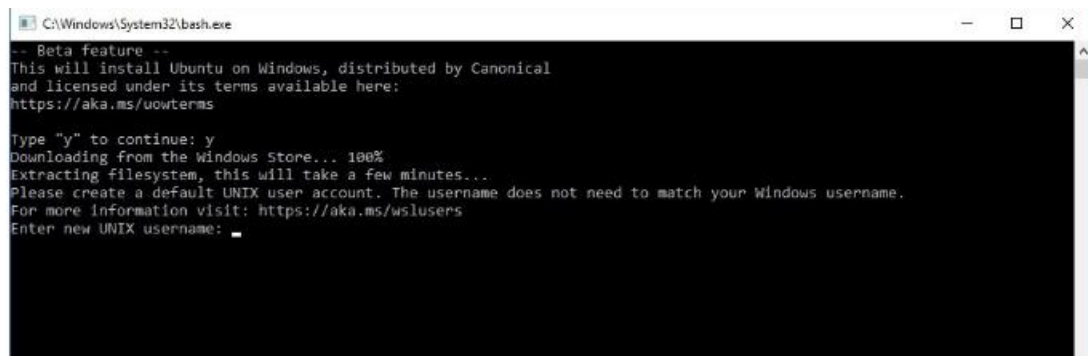 C:\Windows\System32\bash.exe
-- Beta feature --
This will install Ubuntu on Windows, distributed by Canonical
and licensed under its terms available here:
https://aka.ms/uowterms
Type "y" to continue: y
Downloading from the Windows Store... 100%
Extracting filesystem, this will take a few minutes...
Please create a default UNIX user account. The username does not need to match your Windows username.
For more information visit: https://aka.ms/wslusers
Enter new UNIX username: